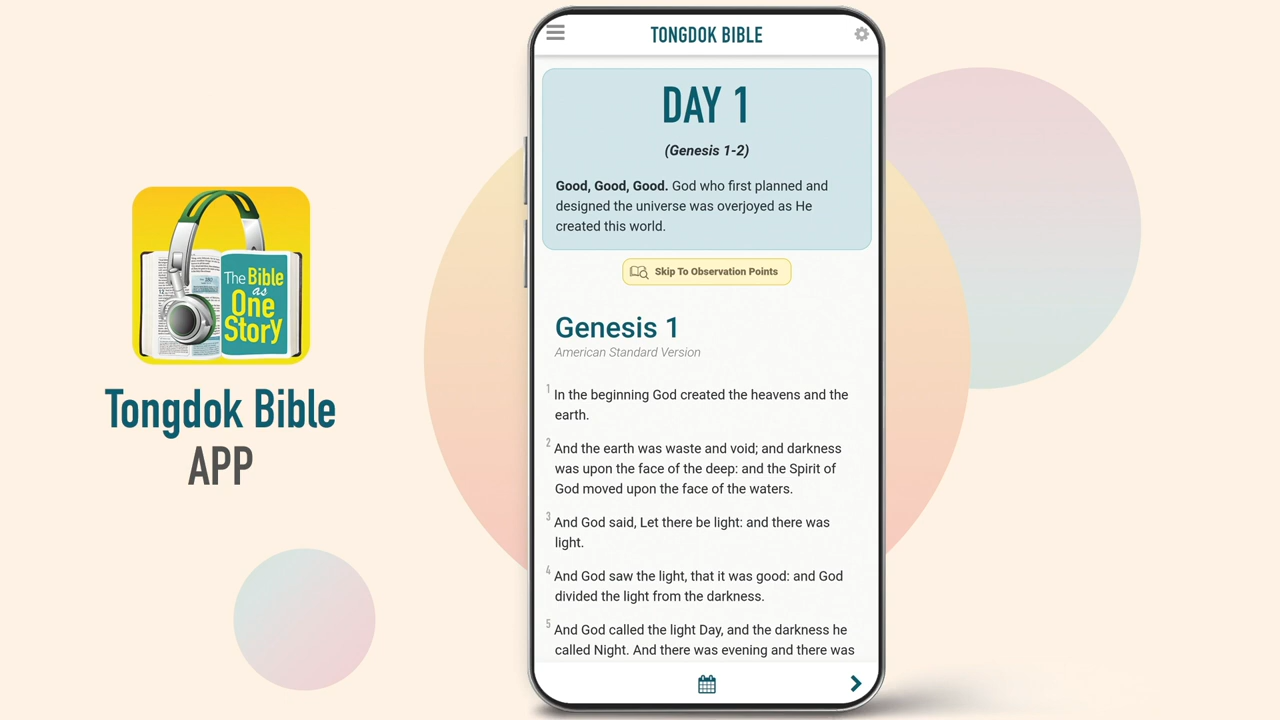 The Bible
as
One
Story
Tongdok Bible
APP
TONGDOK BIBLE
DAY 1
(Genesis 1-2)
Good, Good, Good. God who first planned and
designed the universe was overjoyed as He
created this world.
Skip To Observation Points
Genesis 1
American Standard Version
1 In the beginning God created the heavens and the
earth.
2 And the earth was waste and void; and darkness
was upon the face of the deep: and the Spirit of
God moved upon the face of the waters.
3 And God said, Let there be light: and there was
light.
4 And God saw the light, that it was good: and God
divided the light from the darkness.
5 And God called the light Day, and the darkness he
called Night. And there was evening and there was